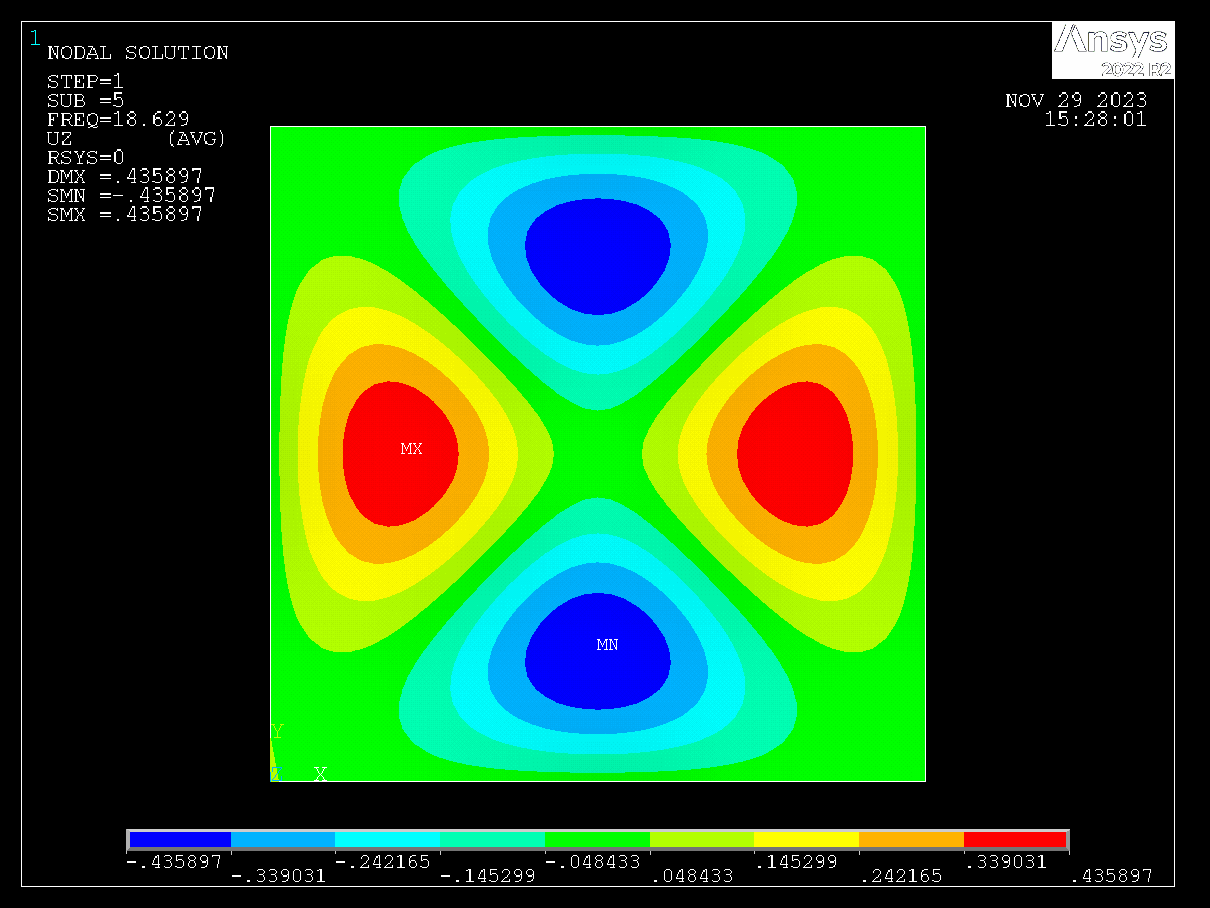 1
NODAL SOLUTION
STEP=1
SUB =5
FREQ=18.629
UZ (AVG)
RSYS=0
DMX =.435897
SMN =-.435897
SMX =.435897
Ansys
2022 R2
NOV 29 2023
15:28:01
MX
MN
Y
Z X
-.435897 -.242165 -.048433 .145299 .339031
-.339031 -.145299 .048433 .242165 .435897